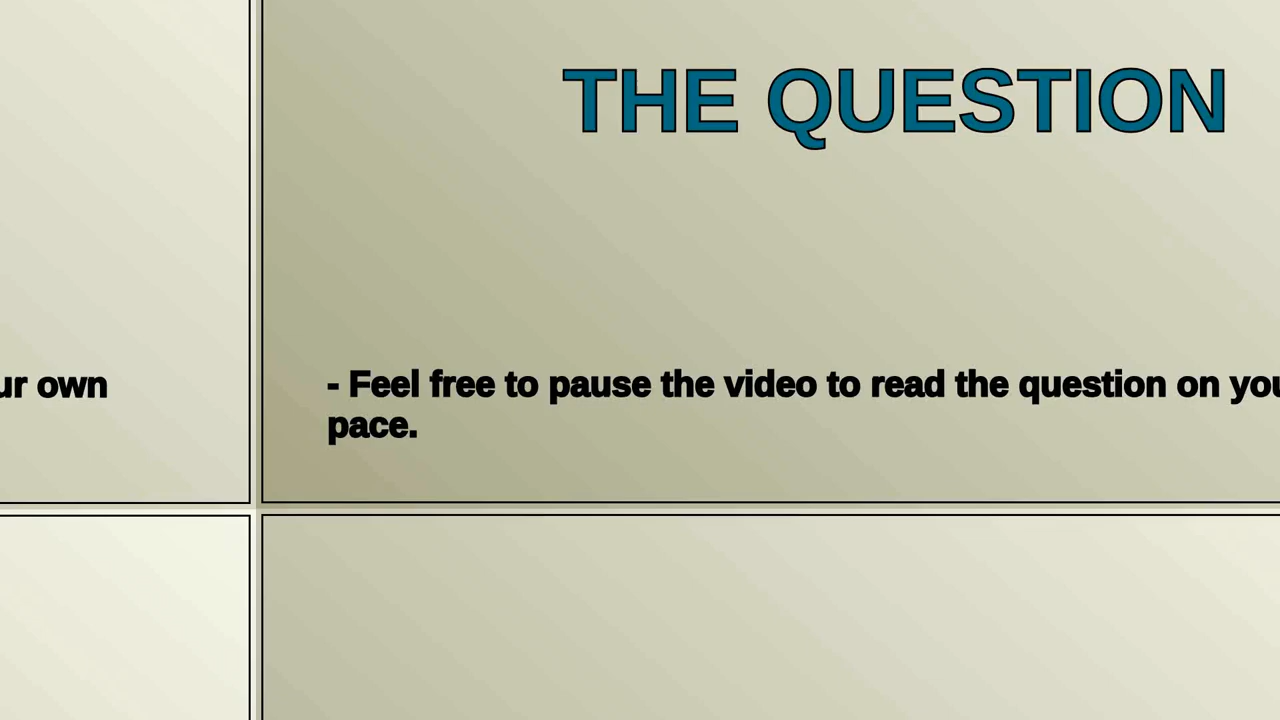 THE QUESTION
ur own
- Feel free to pause the video to read the question on you
pace.